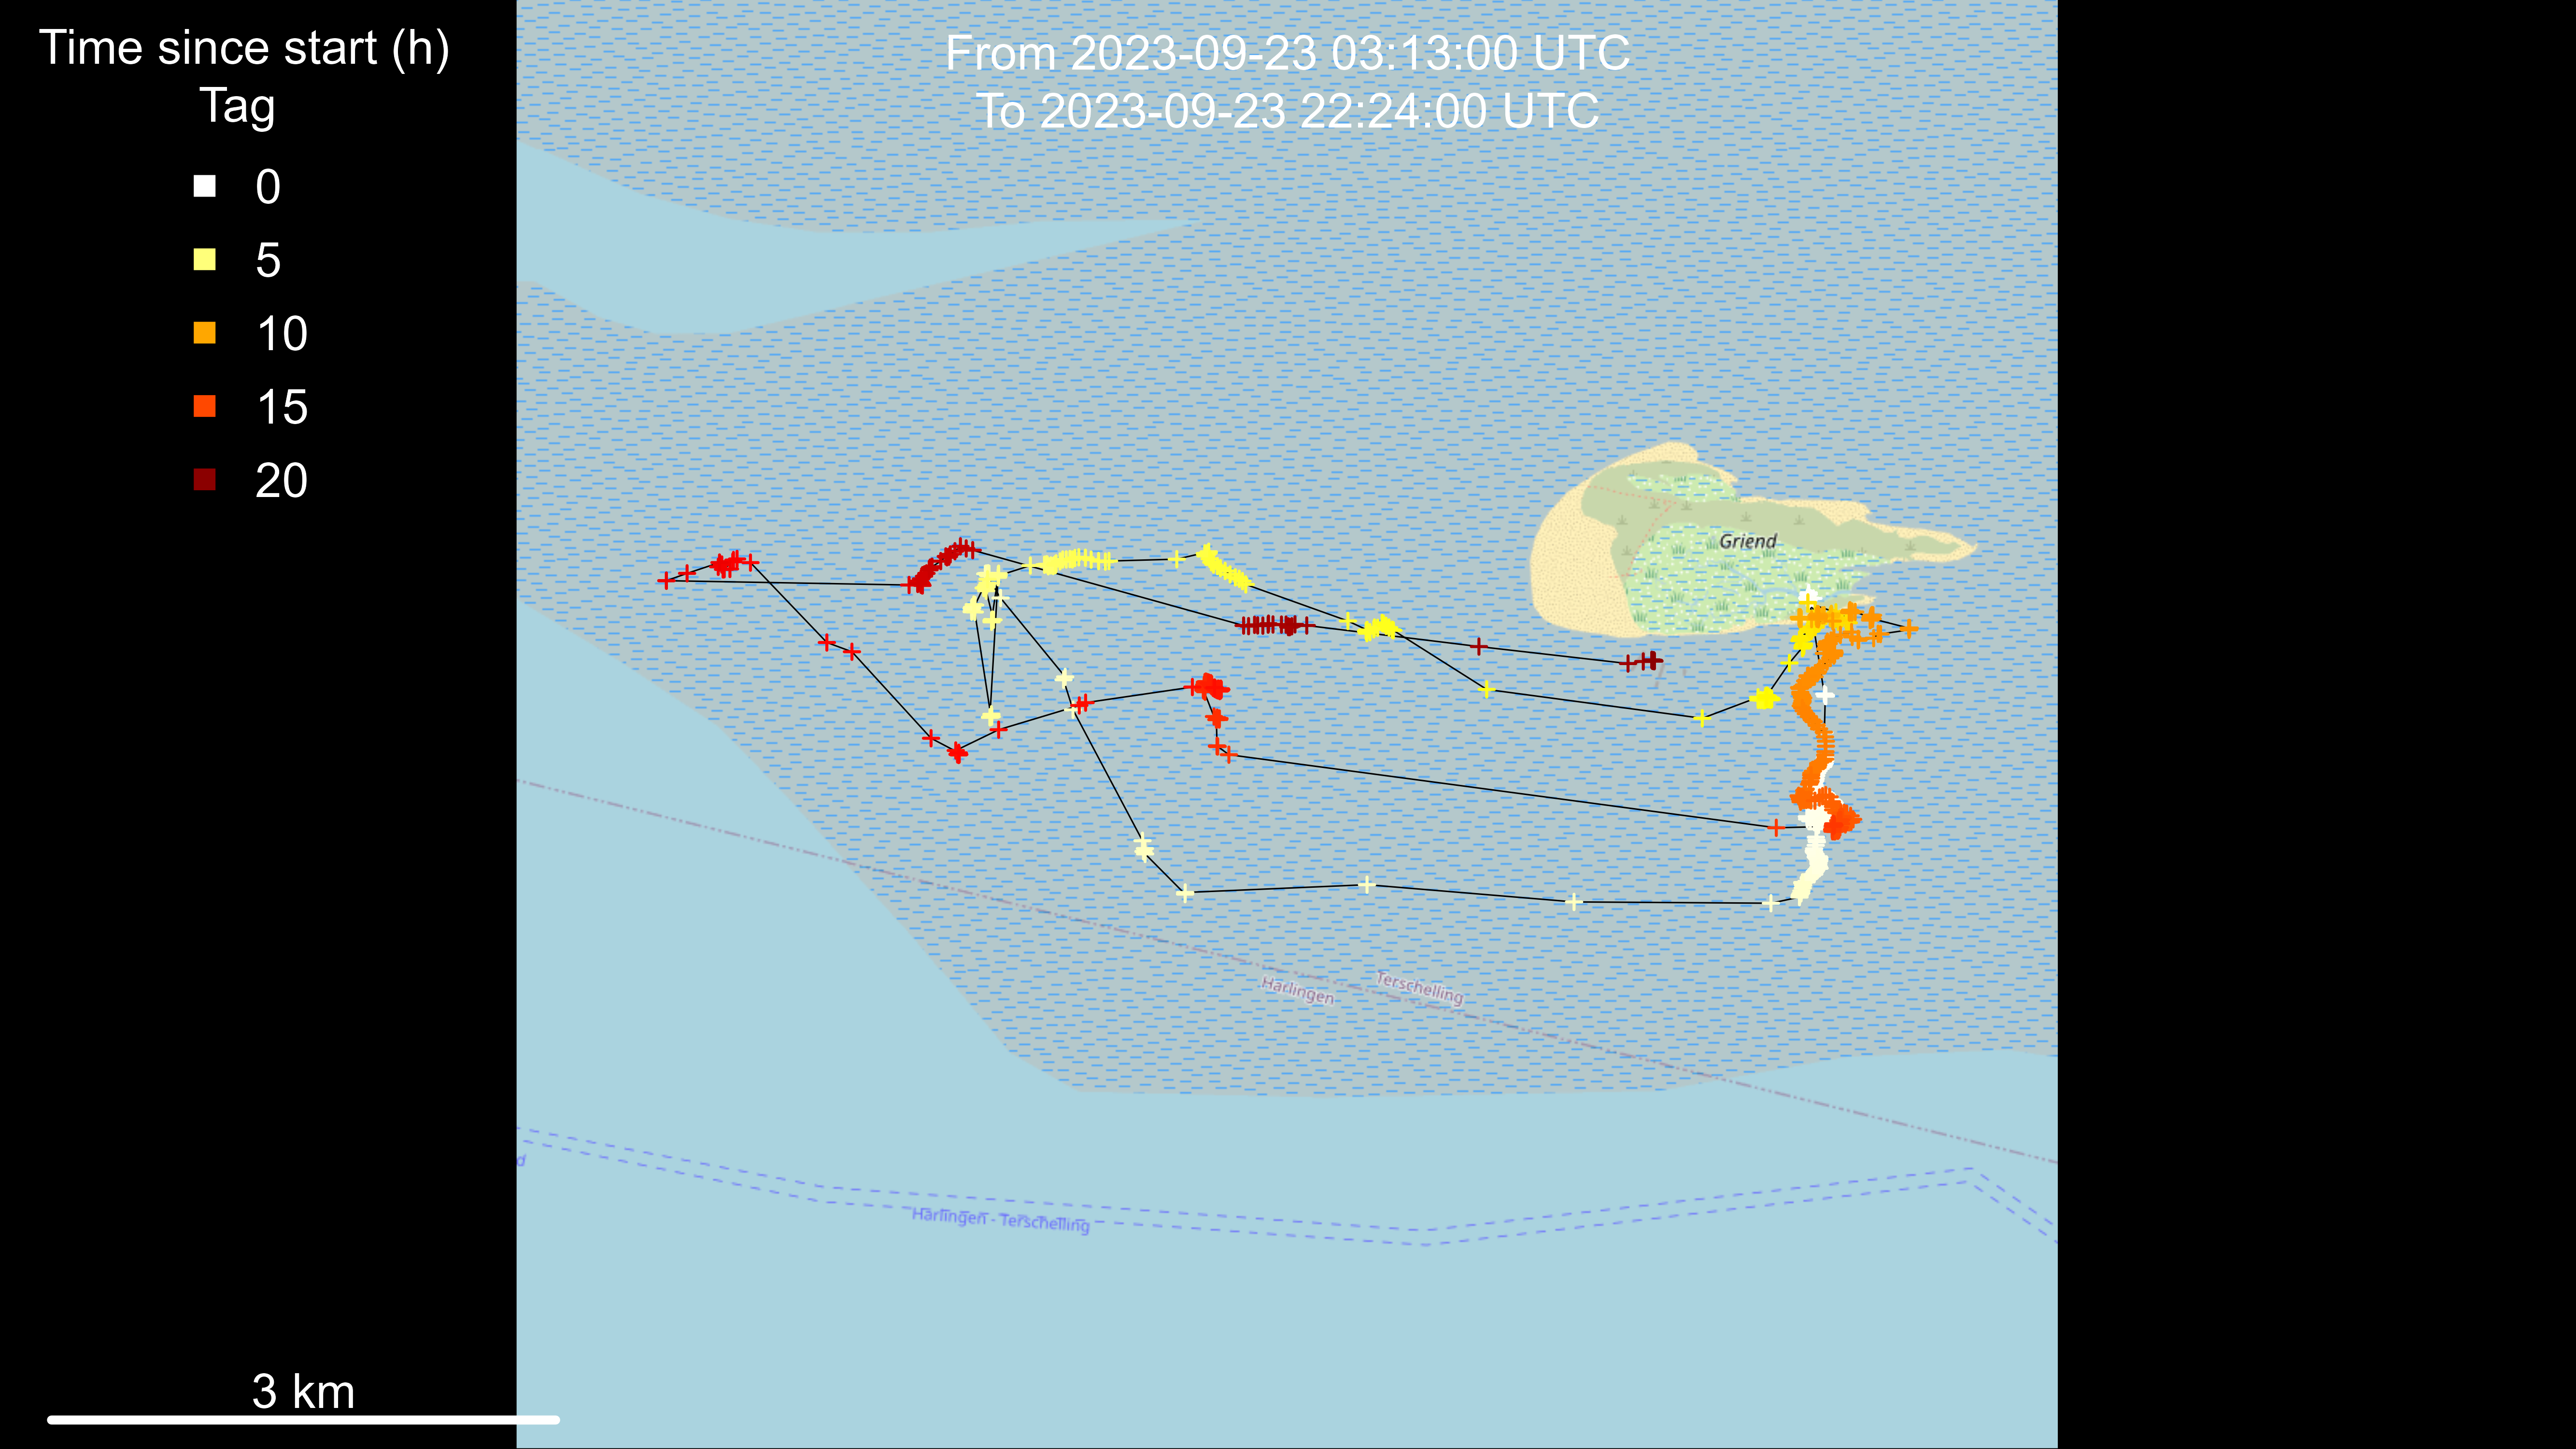 Time since start (h)
Tag
0
5
10
15
20
From 2023-09-23 03:13:00 UTC
To 2023-09-23 22:24:00 UTC
Griend
Terschelling
Harlingen
d
Harlingen - Terschelling
3 km